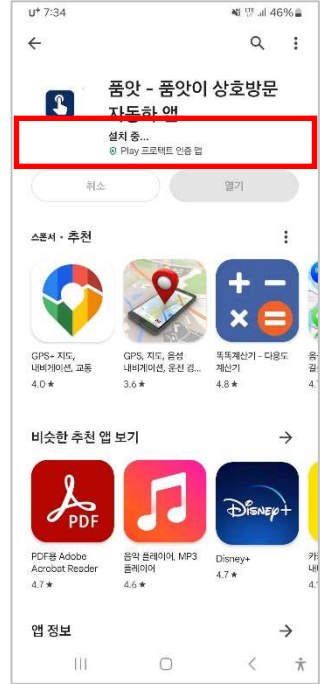 U+ 7:34
46%
품앗 - 품앗이 상호방문
자동화 앱
설치 중...
Play 프로텍트 인증 앱
취소
열기
스폰서 · 추천
GPS+ 지도,
내비게이션, 교통
4.0 ★
GPS, 지도, 음성
내비게이션, 운전 경...
3.6 ★
똑똑계산기 - 다용도
계산기
4.8 ★
비슷한 추천 앱 보기
PDF
Disney+
PDF용 Adobe
Acrobat Reader
4.7 ★
음악 플레이어, MP3
플레이어
4.6 ★
Disney+
4.7 ★
앱 정보